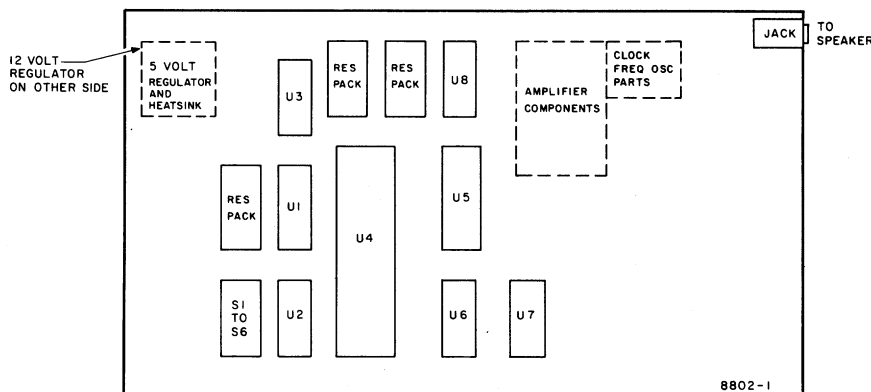 JACK
TO
SPEAKER
12 VOLT
REGULATOR
ON OTHER SIDE
5 VOLT
REGULATOR
AND
HEATSINK
U3
RES
PACK
RES
PACK
U8
AMPLIFIER
COMPONENTS
CLOCK
FREQ OSC
PARTS
RES
PACK
U1
U4
U5
S1
TO
S6
U2
U6
U7
8802-1